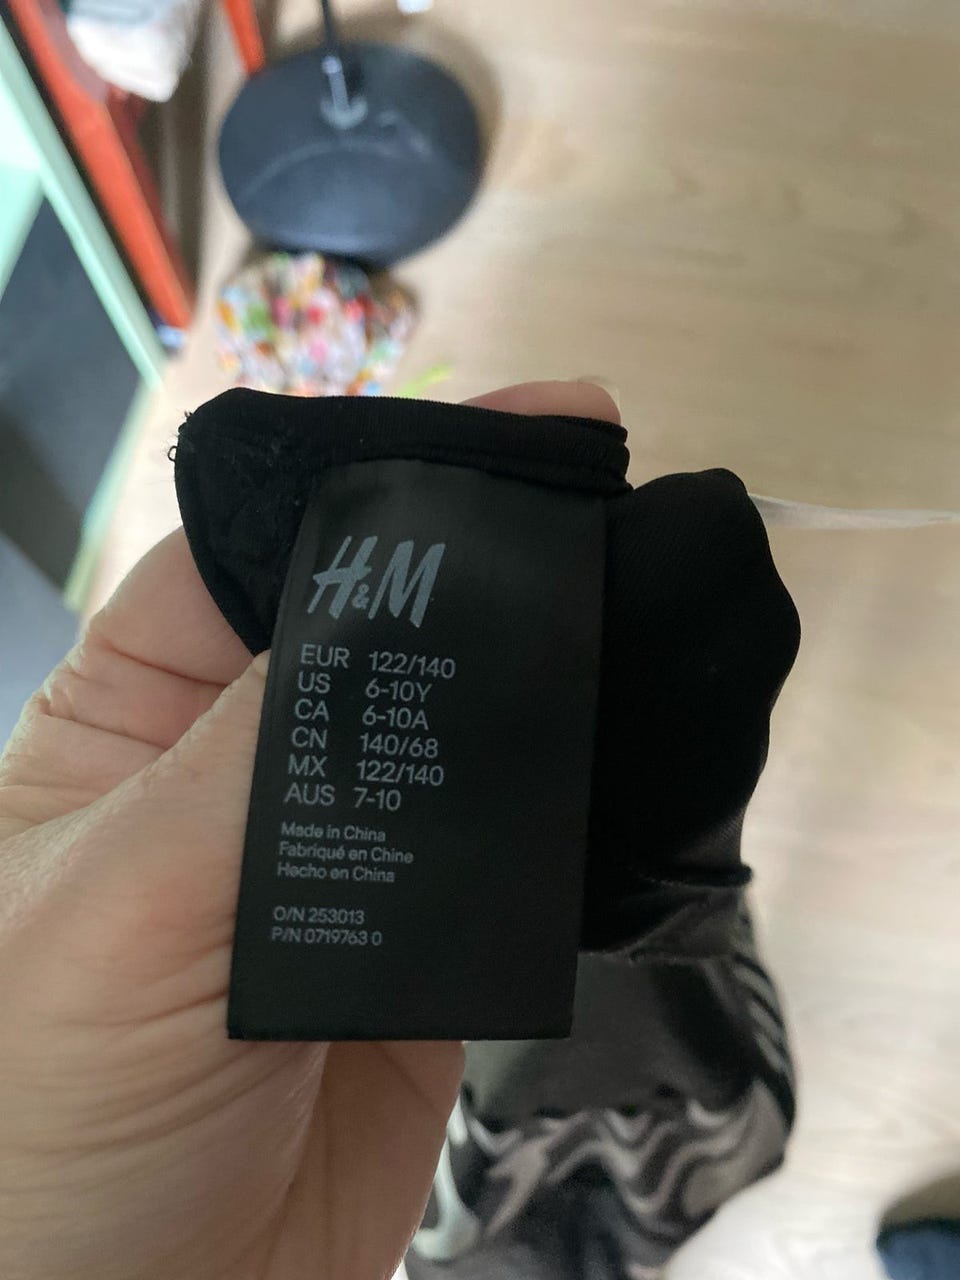 H&M
EUR 122/140
US 6-10Y
CA 6-10A
CN 140/68
MX 122/140
AUS 7-10
Made in China
Fabriqué en Chine
Hecho en China
O/N 253013
P/N 0719763 0